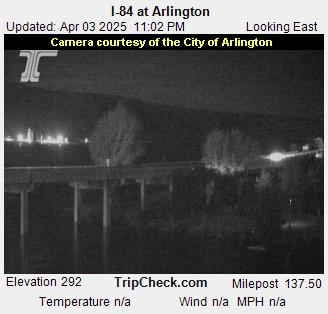 I-84 at Arlington
Updated: Apr 03 2025 11:02 PM Looking East
Camera courtesy of the City of Arlington
Elevation 292 TripCheck.com Milepost 137.50
Temperature n/a Wind n/a MPH n/a